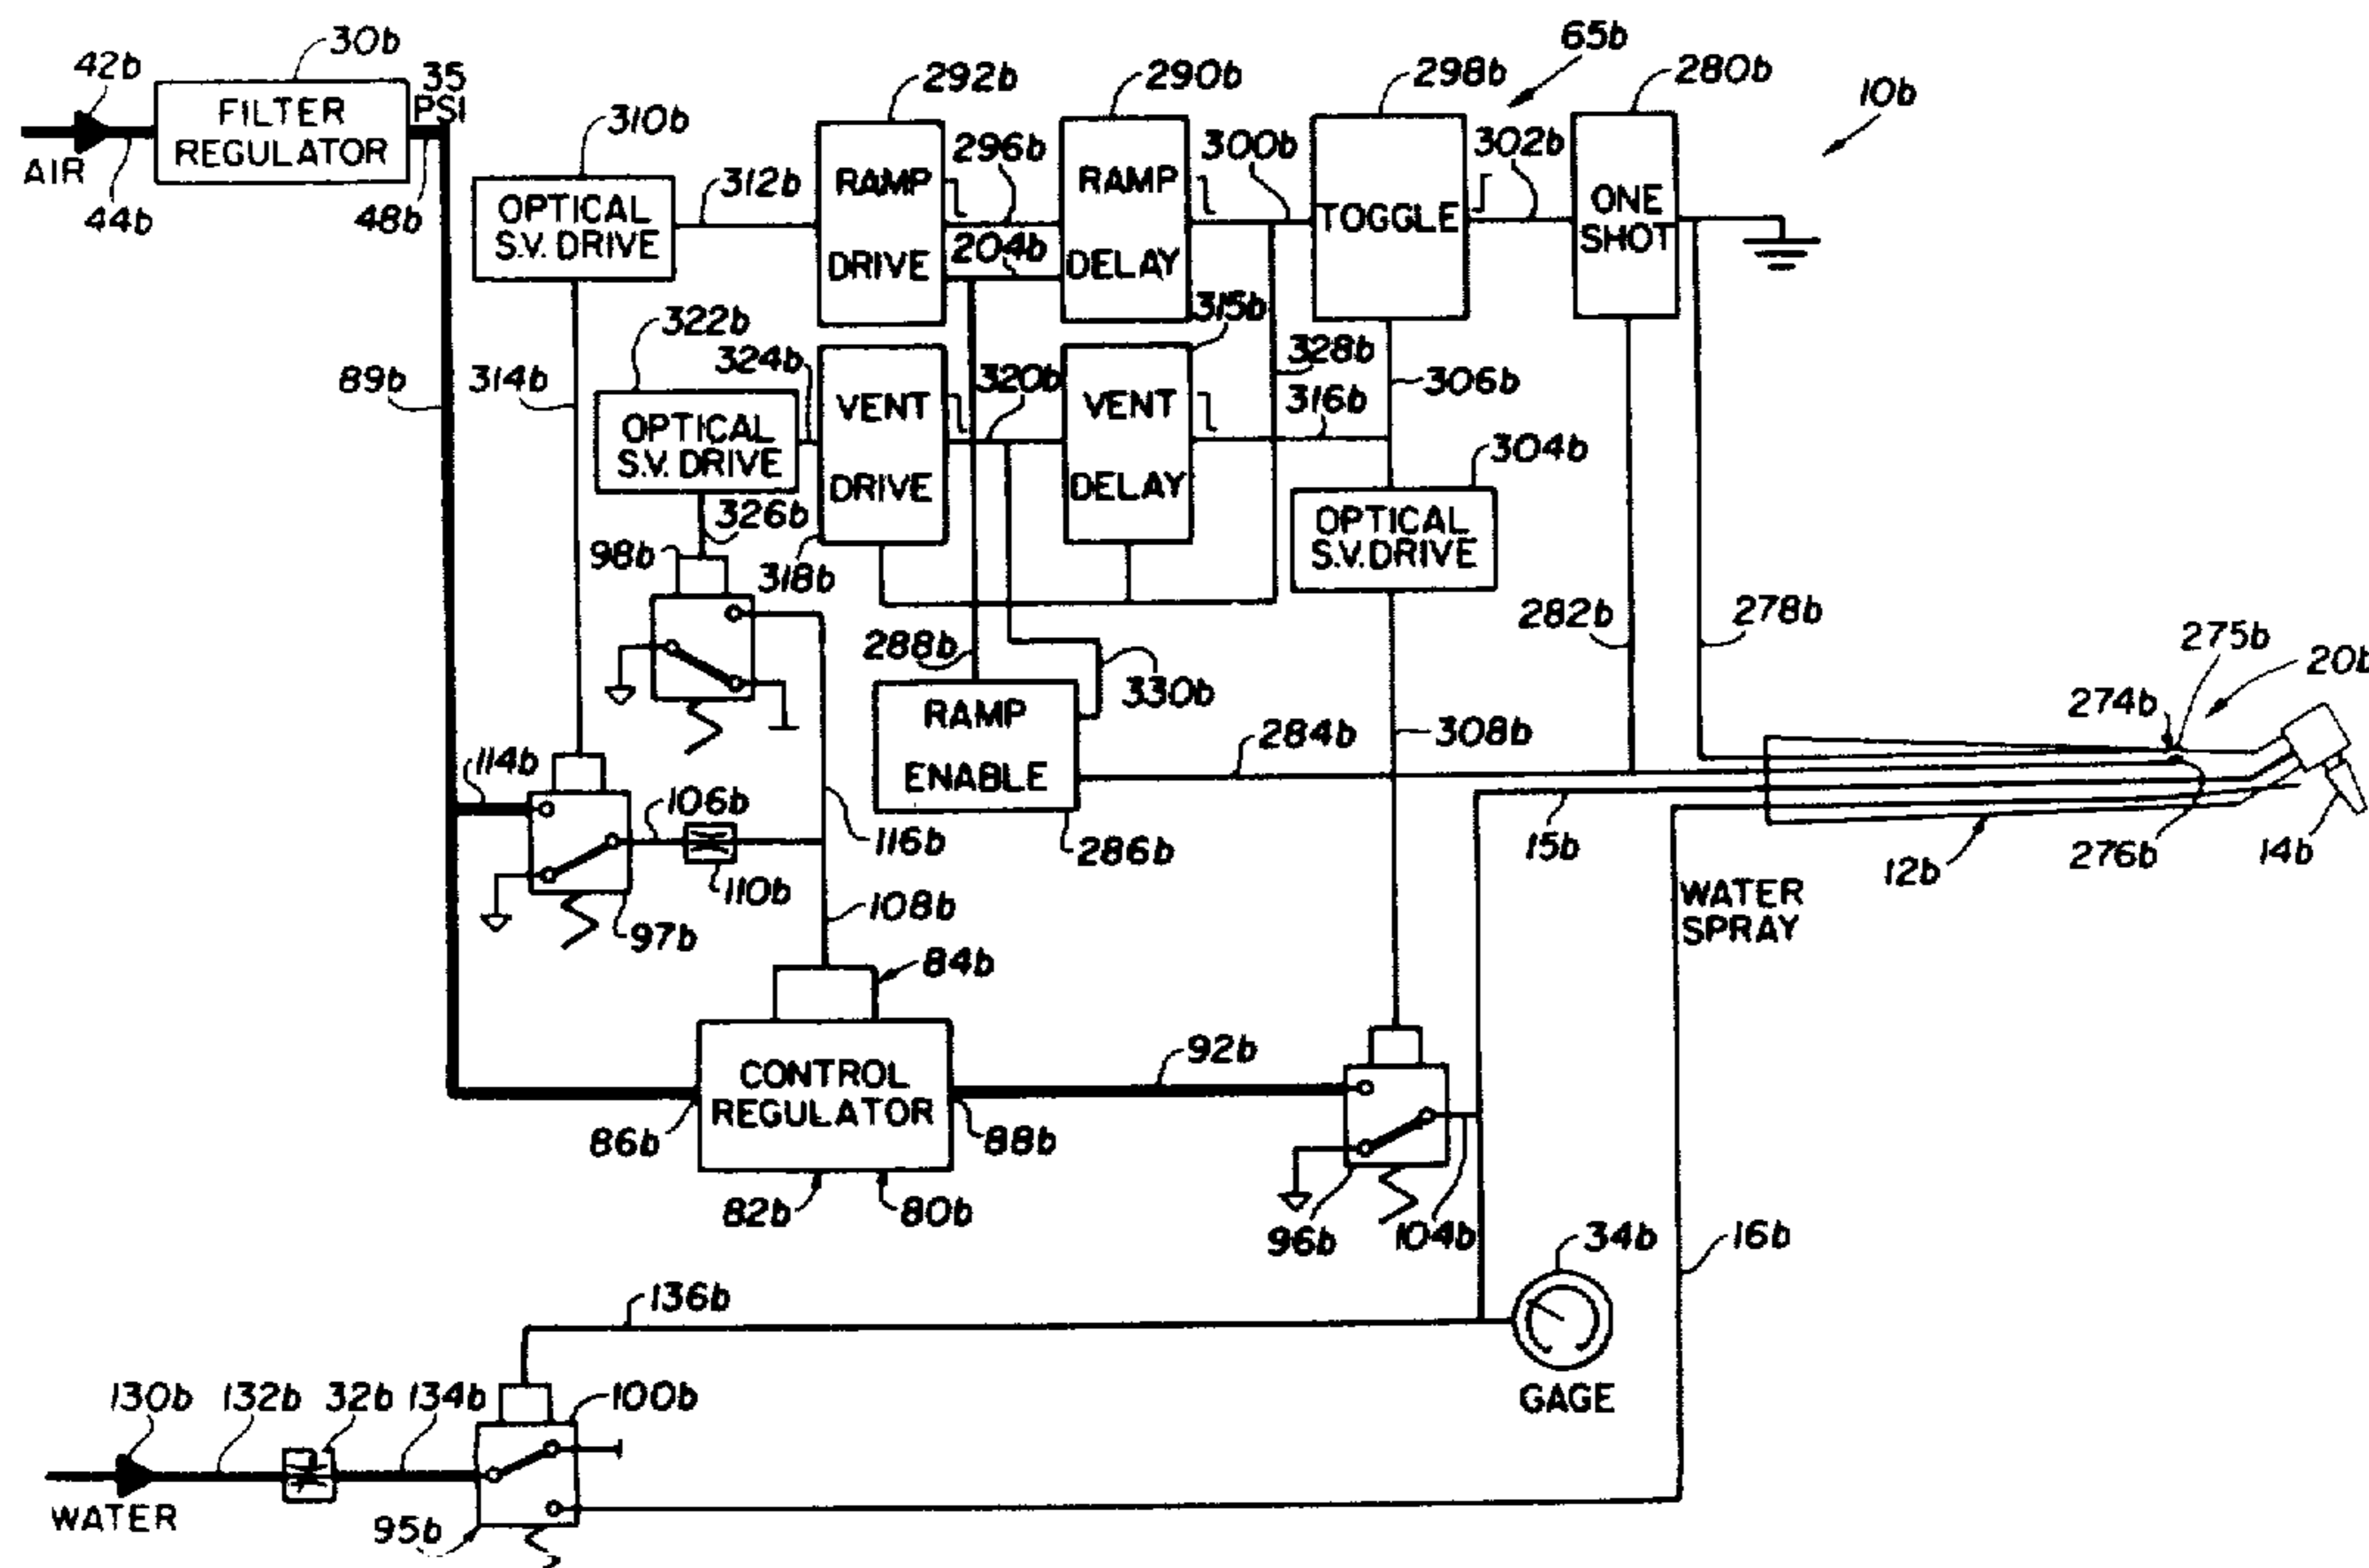 42b
30b
35
PSI
FILTER
REGULATOR
AIR
44b
48b
310b
OPTICAL
S.V. DRIVE
312b
292b
RAMP
DRIVE
296b
204b
290b
RAMP
DELAY
300b
298b
TOGGLE
65b
302b
280b
ONE
SHOT
10b
89b
314b
322b
OPTICAL
S.V. DRIVE
324b
VENT
DRIVE
320b
315b
VENT
DELAY
328b
306b
316b
304b
OPTICAL
S.V. DRIVE
326b
98b
318b
288b
330b
RAMP
ENABLE
284b
308b
282b
278b
275b
20b
274b
114b
106b
116b
286b
15b
12b
276b
14b
110b
WATER
SPRAY
97b
108b
84b
CONTROL
REGULATOR
92b
86b
88b
82b
80b
96b
104b
34b
16b
136b
GAGE
130b
132b
32b
134b
100b
WATER
95b